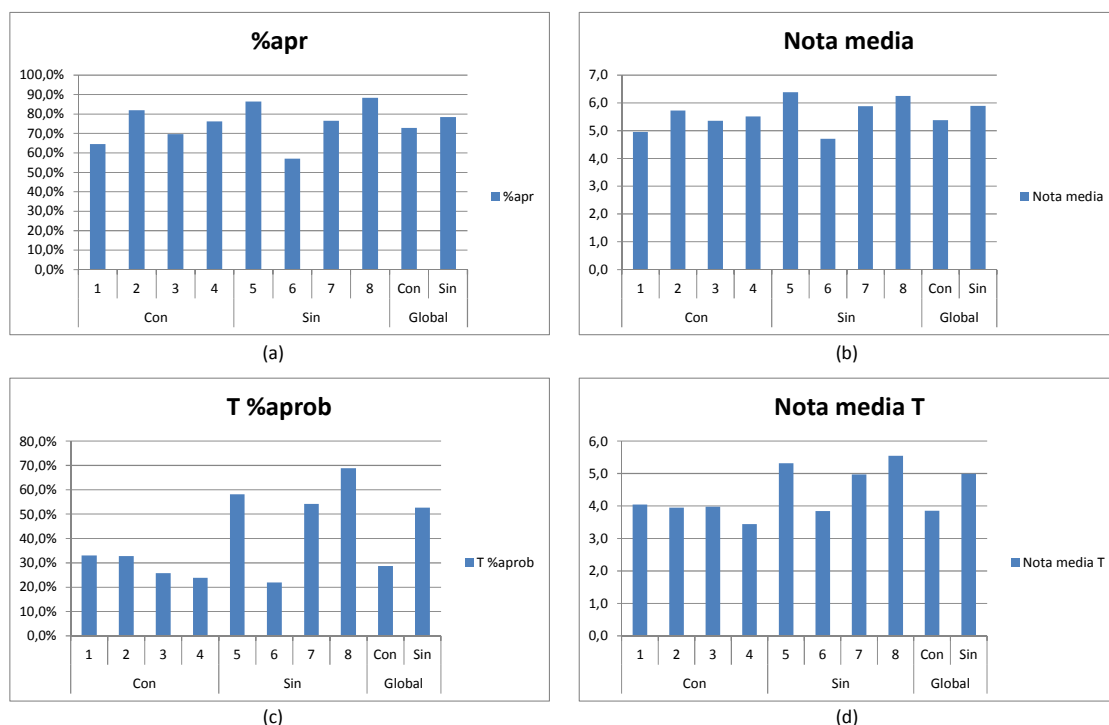 %apr
100,0%
90,0%
80,0%
70,0%
60,0%
50,0%
40,0%
30,0%
20,0%
10,0%
0,0%
1 2 3 4 5 6 7 8 Con Sin
Con Sin Global
%apr
(a)
Nota media
7,0
6,0
5,0
4,0
3,0
2,0
1,0
0,0
1 2 3 4 5 6 7 8 Con Sin
Con Sin Global
Nota media
(b)
T %aprob
80,0%
70,0%
60,0%
50,0%
40,0%
30,0%
20,0%
10,0%
0,0%
1 2 3 4 5 6 7 8 Con Sin
Con Sin Global
T %aprob
(c)
Nota media T
6,0
5,0
4,0
3,0
2,0
1,0
0,0
1 2 3 4 5 6 7 8 Con Sin
Con Sin Global
Nota media T
(d)